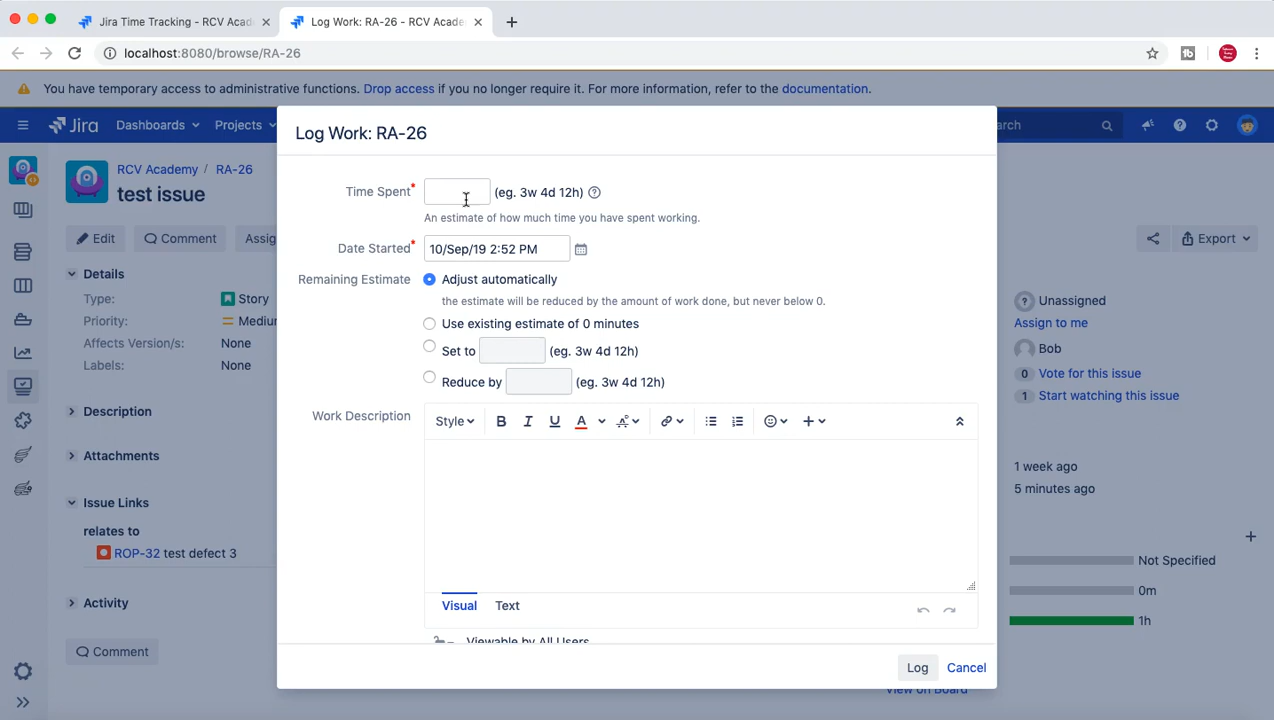 Jira Time Tracking - RCV Acad
Log Work: RA-26 - RCV Acade
localhost:8080/browse/RA-26
You have temporary access to administrative functions. Drop access if you no longer require it. For more information, refer to the documentation.
Jira Dashboards Projects
arch
RCV Academy / RA-26
test issue
Edit Comment Assig
Export
Details
Type: Story
Priority: Medium
Affects Version/s: None
Labels: None
Description
Attachments
Issue Links
relates to
ROP-32 test defect 3
Activity
Comment
Log Work: RA-26
Time Spent* (eg. 3w 4d 12h)
An estimate of how much time you have spent working.
Date Started* 10/Sep/19 2:52 PM
Remaining Estimate Adjust automatically
the estimate will be reduced by the amount of work done, but never below 0.
Use existing estimate of 0 minutes
Set to (eg. 3w 4d 12h)
Reduce by (eg. 3w 4d 12h)
Work Description
Style B I U A
Visual Text
Viewable by All Users
Log Cancel
Unassigned
Assign to me
Bob
0 Vote for this issue
1 Start watching this issue
1 week ago
5 minutes ago
Not Specified
0m
1h
View on Board